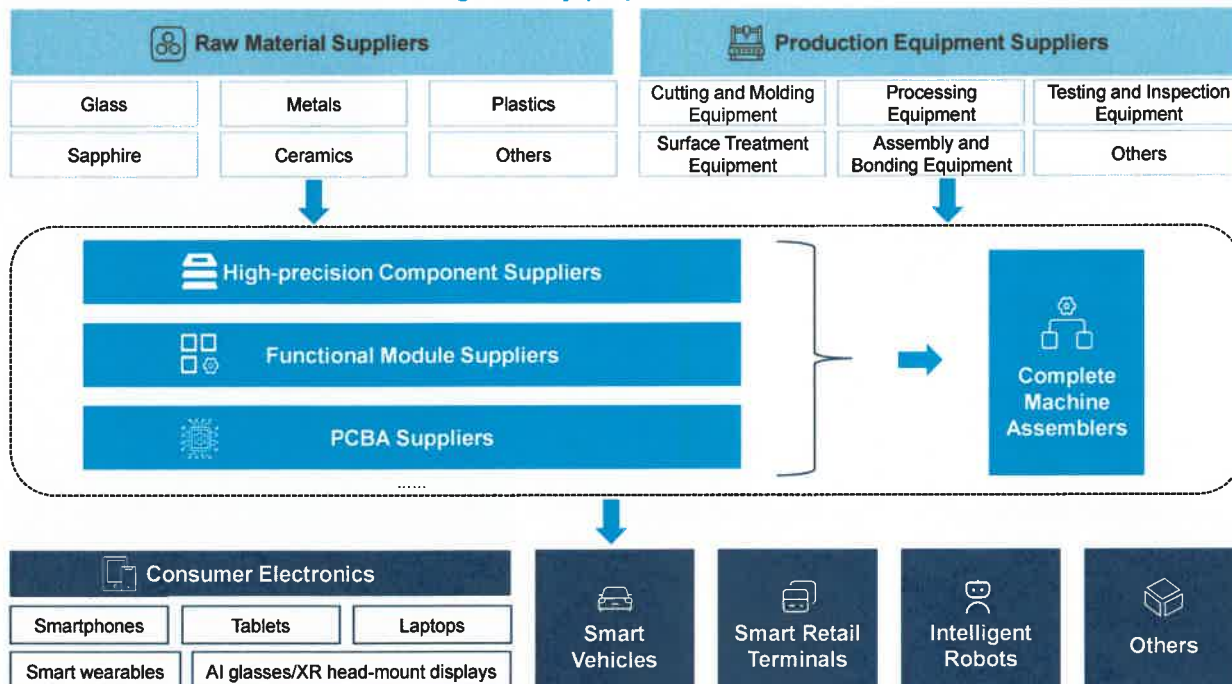 Raw Material Suppliers
Production Equipment Suppliers
Glass
Metals
Plastics
Sapphire
Ceramics
Others
Cutting and Molding
Equipment
Processing
Equipment
Testing and Inspection
Equipment
Surface Treatment
Equipment
Assembly and
Bonding Equipment
Others
High-precision Component Suppliers
Functional Module Suppliers
PCBA Suppliers
......
Complete
Machine
Assemblers
Consumer Electronics
Smartphones
Tablets
Laptops
Smart wearables
AI glasses/XR head-mount displays
Smart
Vehicles
Smart Retail
Terminals
Intelligent
Robots
Others